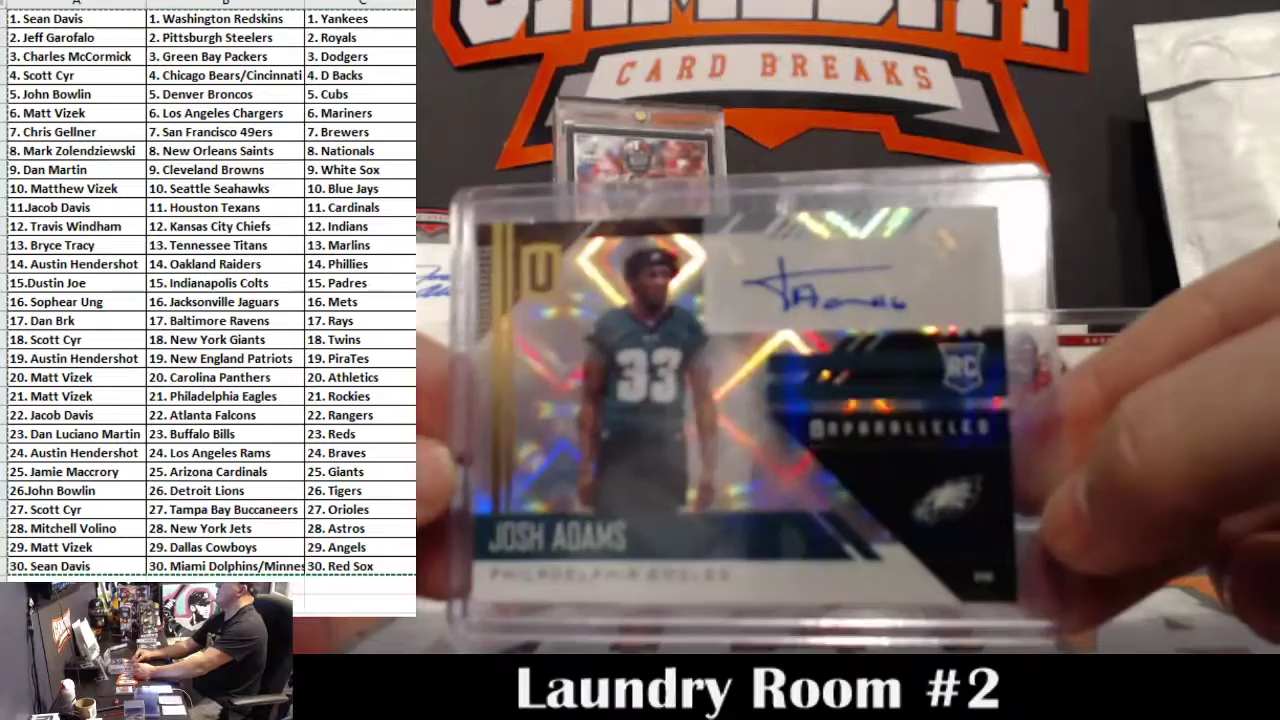 A B C
1. Sean Davis 1. Washington Redskins 1. Yankees
2. Jeff Garofalo 2. Pittsburgh Steelers 2. Royals
3. Charles McCormick 3. Green Bay Packers 3. Dodgers
4. Scott Cyr 4. Chicago Bears/Cincinnati 4. D Backs
5. John Bowlin 5. Denver Broncos 5. Cubs
6. Matt Vizek 6. Los Angeles Chargers 6. Mariners
7. Chris Gellner 7. San Francisco 49ers 7. Brewers
8. Mark Zolendziewski 8. New Orleans Saints 8. Nationals
9. Dan Martin 9. Cleveland Browns 9. White Sox
10. Matthew Vizek 10. Seattle Seahawks 10. Blue Jays
11.Jacob Davis 11. Houston Texans 11. Cardinals
12. Travis Windham 12. Kansas City Chiefs 12. Indians
13. Bryce Tracy 13. Tennessee Titans 13. Marlins
14. Austin Hendershot 14. Oakland Raiders 14. Phillies
15.Dustin Joe 15. Indianapolis Colts 15. Padres
16. Sophear Ung 16. Jacksonville Jaguars 16. Mets
17. Dan Brk 17. Baltimore Ravens 17. Rays
18. Scott Cyr 18. New York Giants 18. Twins
19. Austin Hendershot 19. New England Patriots 19. PiraTes
20. Matt Vizek 20. Carolina Panthers 20. Athletics
21. Matt Vizek 21. Philadelphia Eagles 21. Rockies
22. Jacob Davis 22. Atlanta Falcons 22. Rangers
23. Dan Luciano Martin 23. Buffalo Bills 23. Reds
24. Austin Hendershot 24. Los Angeles Rams 24. Braves
25. Jamie Maccrory 25. Arizona Cardinals 25. Giants
26.John Bowlin 26. Detroit Lions 26. Tigers
27. Scott Cyr 27. Tampa Bay Buccaneers 27. Orioles
28. Mitchell Volino 28. New York Jets 28. Astros
29. Matt Vizek 29. Dallas Cowboys 29. Angels
30. Sean Davis 30. Miami Dolphins/Minnes 30. Red Sox
GAMEDAY
CARD BREAKS
U
33
RC
UNPARALLELED
JOSH ADAMS
PHILADELPHIA EAGLES
Laundry Room #2